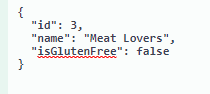 {
  "id": 3,
  "name": "Meat Lovers",
  "isGlutenFree": false
}